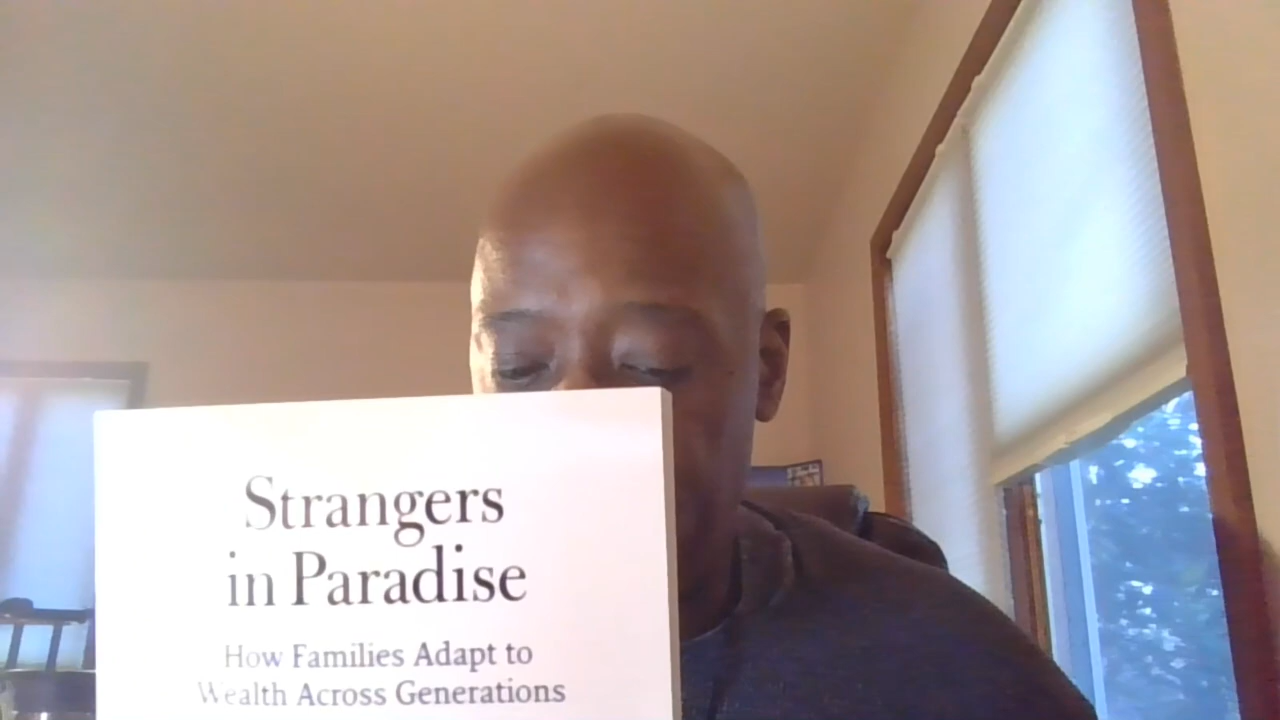 Strangers
in Paradise
How Families Adapt to
Wealth Across Generations